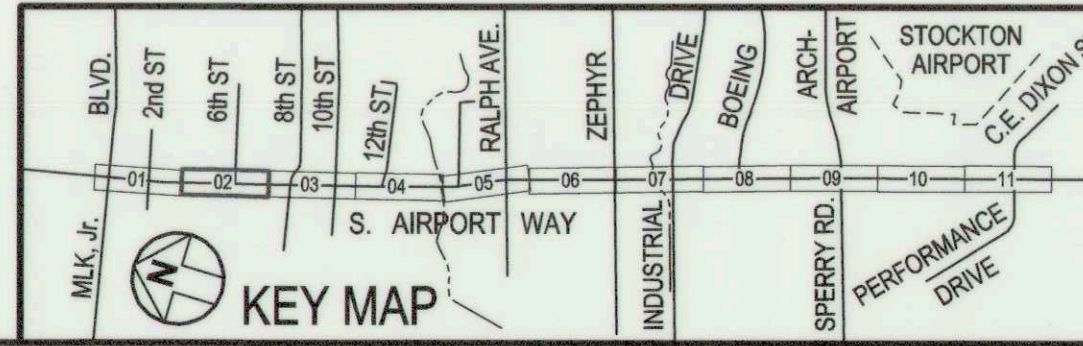 BLVD.
2nd ST
6th ST
8th ST
10th ST
12th ST
RALPH AVE.
ZEPHYR
DRIVE
BOEING
ARCH-
AIRPORT
STOCKTON
AIRPORT
01
02
03
04
05
06
07
08
09
10
11
S. AIRPORT WAY
MLK, Jr.
N
KEY MAP
INDUSTRIAL
SPERRY RD.
PERFORMANCE
DRIVE